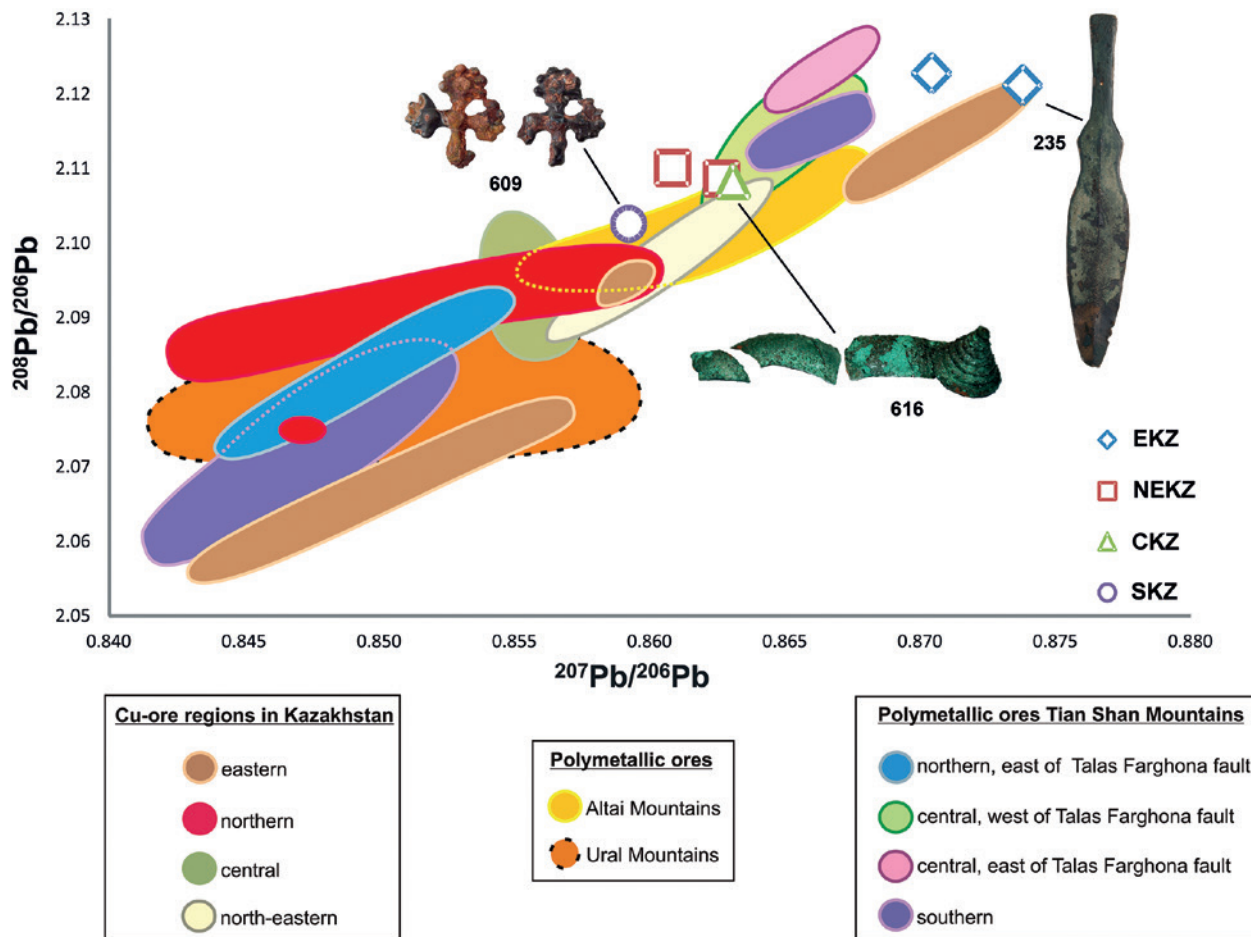 2.13
2.12
2.11
2.10
2.09
2.08
2.07
2.06
2.05
²⁰⁸Pb/²⁰⁶Pb
0.840 0.845 0.850 0.855 0.860 0.865 0.870 0.875 0.880
²⁰⁷Pb/²⁰⁶Pb
609
235
616
EKZ
NEKZ
CKZ
SKZ
Cu-ore regions in Kazakhstan
eastern
northern
central
north-eastern
Polymetallic ores
Altai Mountains
Ural Mountains
Polymetallic ores Tian Shan Mountains
northern, east of Talas Farghona fault
central, west of Talas Farghona fault
central, east of Talas Farghona fault
southern